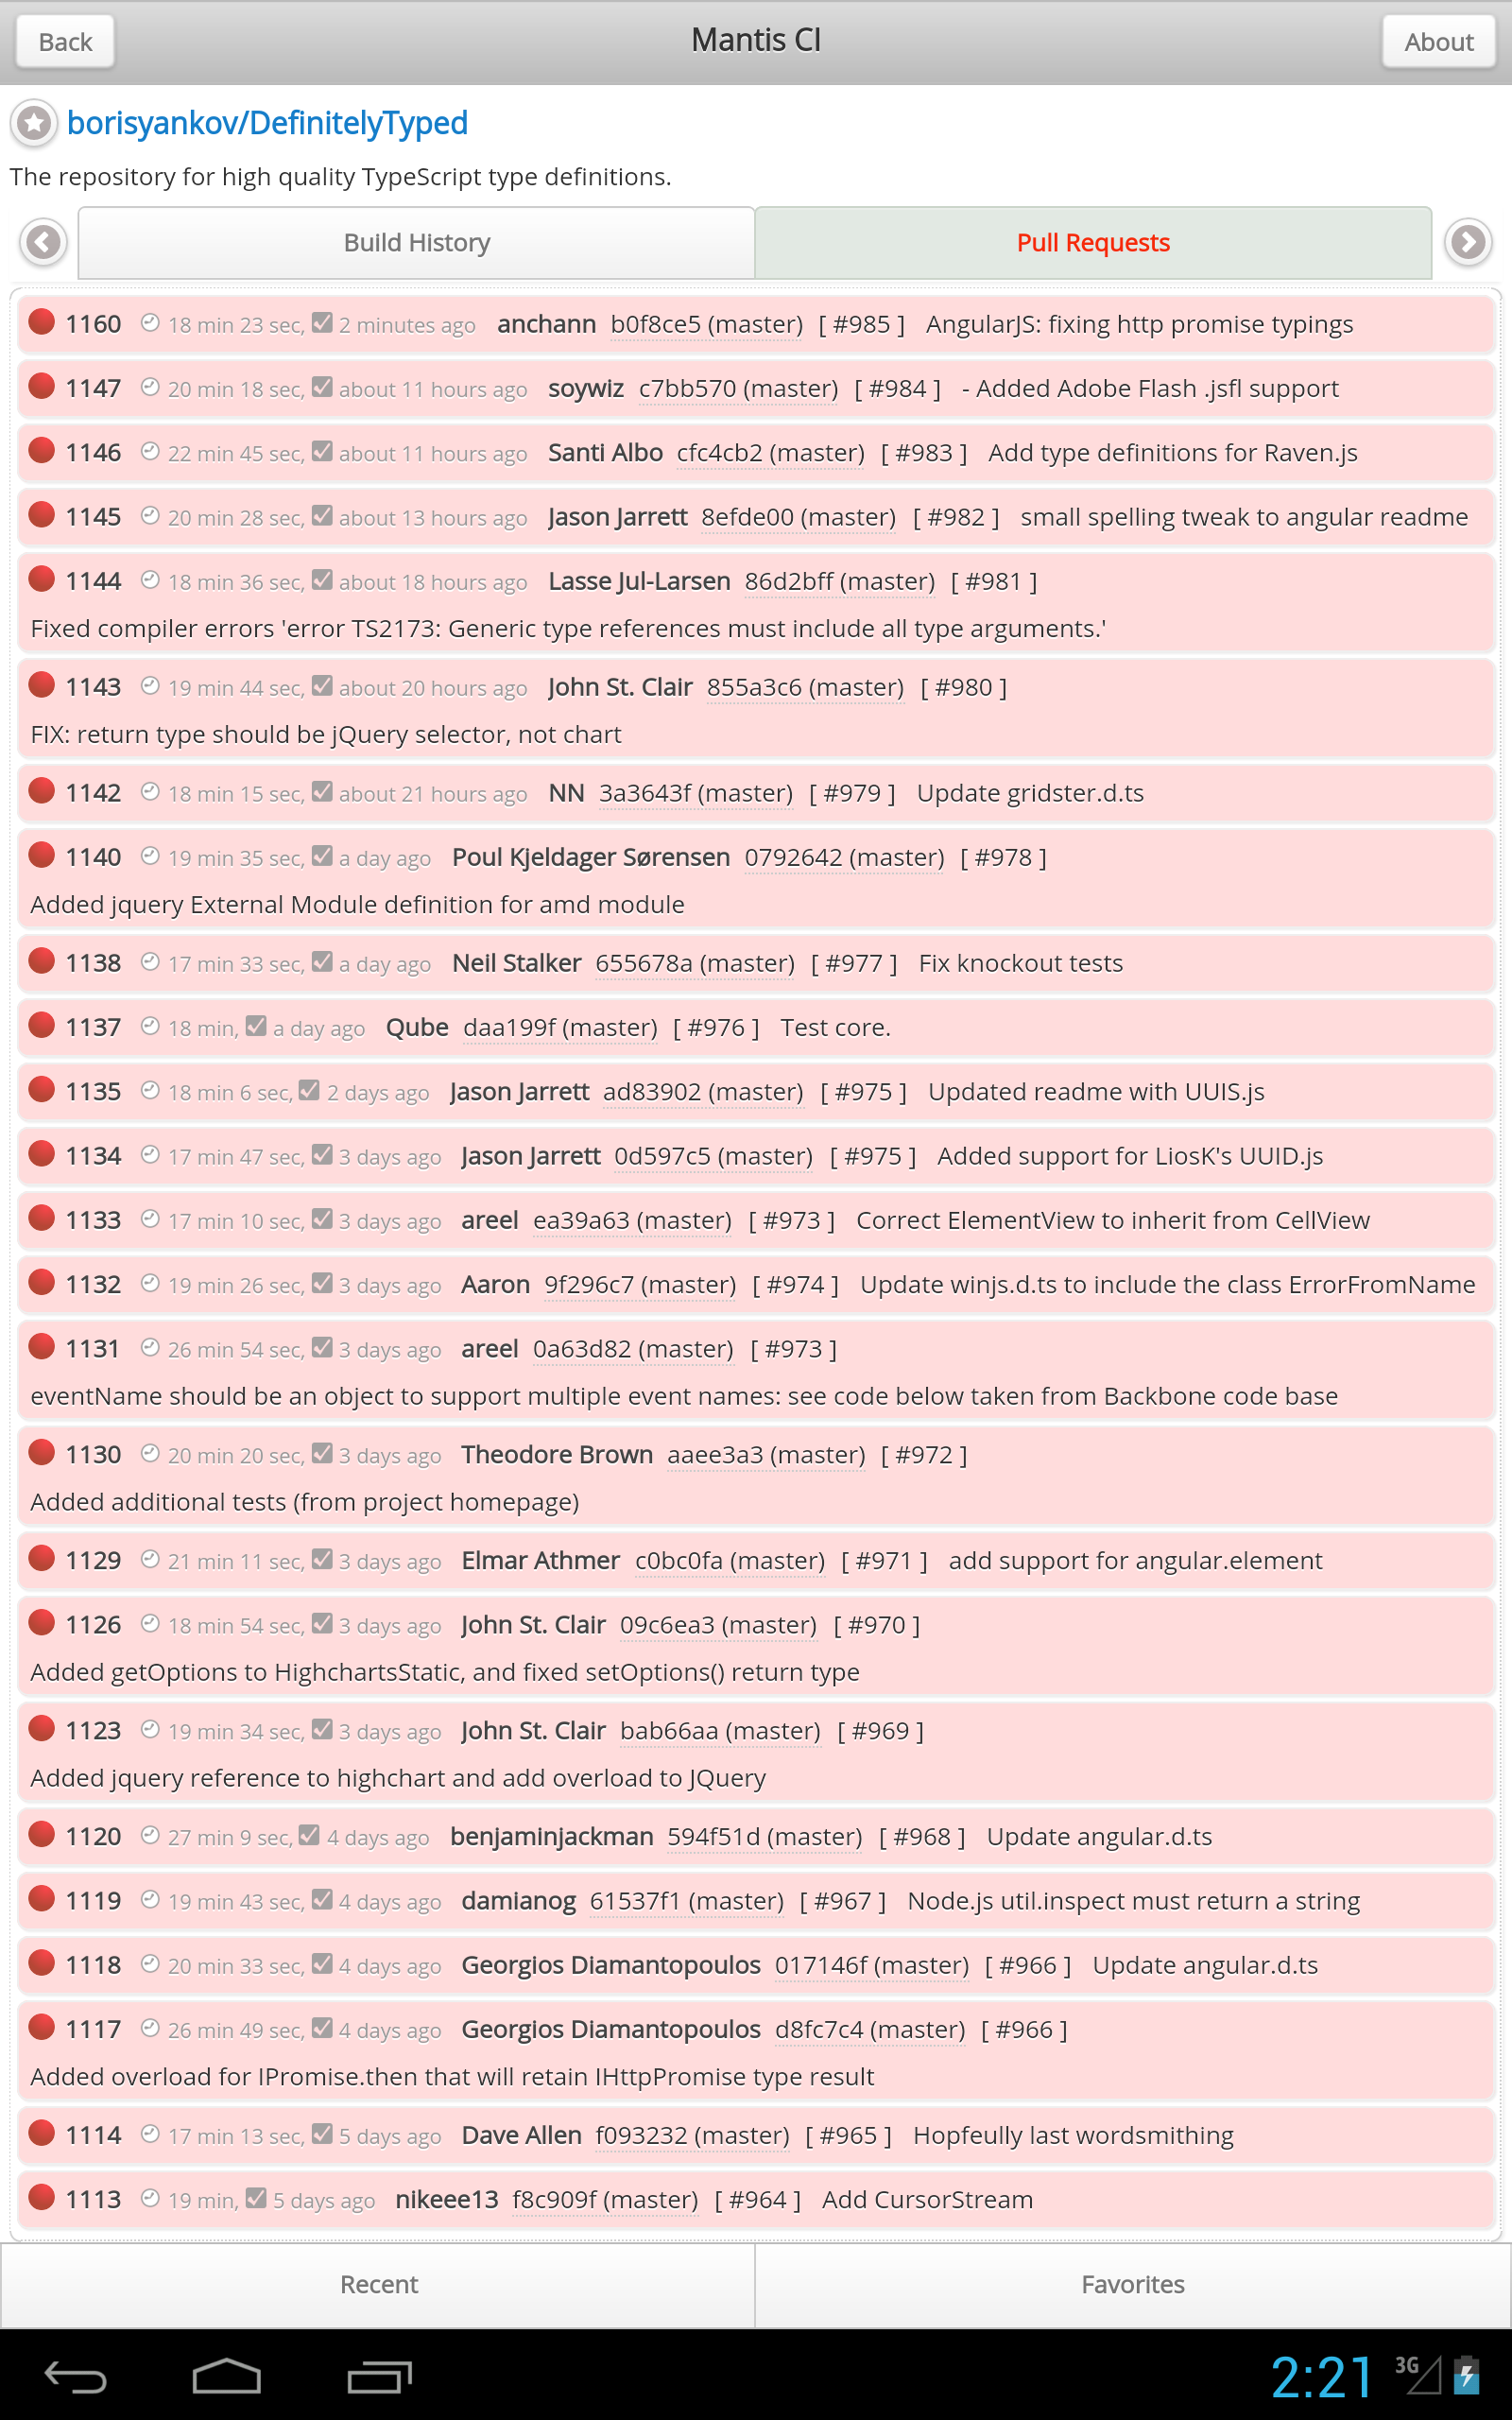 Back
Mantis CI
About
borisyankov/DefinitelyTyped
The repository for high quality TypeScript type definitions.
Build History
Pull Requests
1160 18 min 23 sec, 2 minutes ago anchann b0f8ce5 (master) [ #985 ] AngularJS: fixing http promise typings
1147 20 min 18 sec, about 11 hours ago soywiz c7bb570 (master) [ #984 ] - Added Adobe Flash .jsfl support
1146 22 min 45 sec, about 11 hours ago Santi Albo cfc4cb2 (master) [ #983 ] Add type definitions for Raven.js
1145 20 min 28 sec, about 13 hours ago Jason Jarrett 8efde00 (master) [ #982 ] small spelling tweak to angular readme
1144 18 min 36 sec, about 18 hours ago Lasse Jul-Larsen 86d2bff (master) [ #981 ]
Fixed compiler errors 'error TS2173: Generic type references must include all type arguments.'
1143 19 min 44 sec, about 20 hours ago John St. Clair 855a3c6 (master) [ #980 ]
FIX: return type should be jQuery selector, not chart
1142 18 min 15 sec, about 21 hours ago NN 3a3643f (master) [ #979 ] Update gridster.d.ts
1140 19 min 35 sec, a day ago Poul Kjeldager Sørensen 0792642 (master) [ #978 ]
Added jquery External Module definition for amd module
1138 17 min 33 sec, a day ago Neil Stalker 655678a (master) [ #977 ] Fix knockout tests
1137 18 min, a day ago Qube daa199f (master) [ #976 ] Test core.
1135 18 min 6 sec, 2 days ago Jason Jarrett ad83902 (master) [ #975 ] Updated readme with UUIS.js
1134 17 min 47 sec, 3 days ago Jason Jarrett 0d597c5 (master) [ #975 ] Added support for LiosK's UUID.js
1133 17 min 10 sec, 3 days ago areel ea39a63 (master) [ #973 ] Correct ElementView to inherit from CellView
1132 19 min 26 sec, 3 days ago Aaron 9f296c7 (master) [ #974 ] Update winjs.d.ts to include the class ErrorFromName
1131 26 min 54 sec, 3 days ago areel 0a63d82 (master) [ #973 ]
eventName should be an object to support multiple event names: see code below taken from Backbone code base
1130 20 min 20 sec, 3 days ago Theodore Brown aaee3a3 (master) [ #972 ]
Added additional tests (from project homepage)
1129 21 min 11 sec, 3 days ago Elmar Athmer c0bc0fa (master) [ #971 ] add support for angular.element
1126 18 min 54 sec, 3 days ago John St. Clair 09c6ea3 (master) [ #970 ]
Added getOptions to HighchartsStatic, and fixed setOptions() return type
1123 19 min 34 sec, 3 days ago John St. Clair bab66aa (master) [ #969 ]
Added jquery reference to highchart and add overload to JQuery
1120 27 min 9 sec, 4 days ago benjaminjackman 594f51d (master) [ #968 ] Update angular.d.ts
1119 19 min 43 sec, 4 days ago damianog 61537f1 (master) [ #967 ] Node.js util.inspect must return a string
1118 20 min 33 sec, 4 days ago Georgios Diamantopoulos 017146f (master) [ #966 ] Update angular.d.ts
1117 26 min 49 sec, 4 days ago Georgios Diamantopoulos d8fc7c4 (master) [ #966 ]
Added overload for IPromise.then that will retain IHttpPromise type result
1114 17 min 13 sec, 5 days ago Dave Allen f093232 (master) [ #965 ] Hopfeully last wordsmithing
1113 19 min, 5 days ago nikeee13 f8c909f (master) [ #964 ] Add CursorStream
Recent
Favorites
2:21 3G